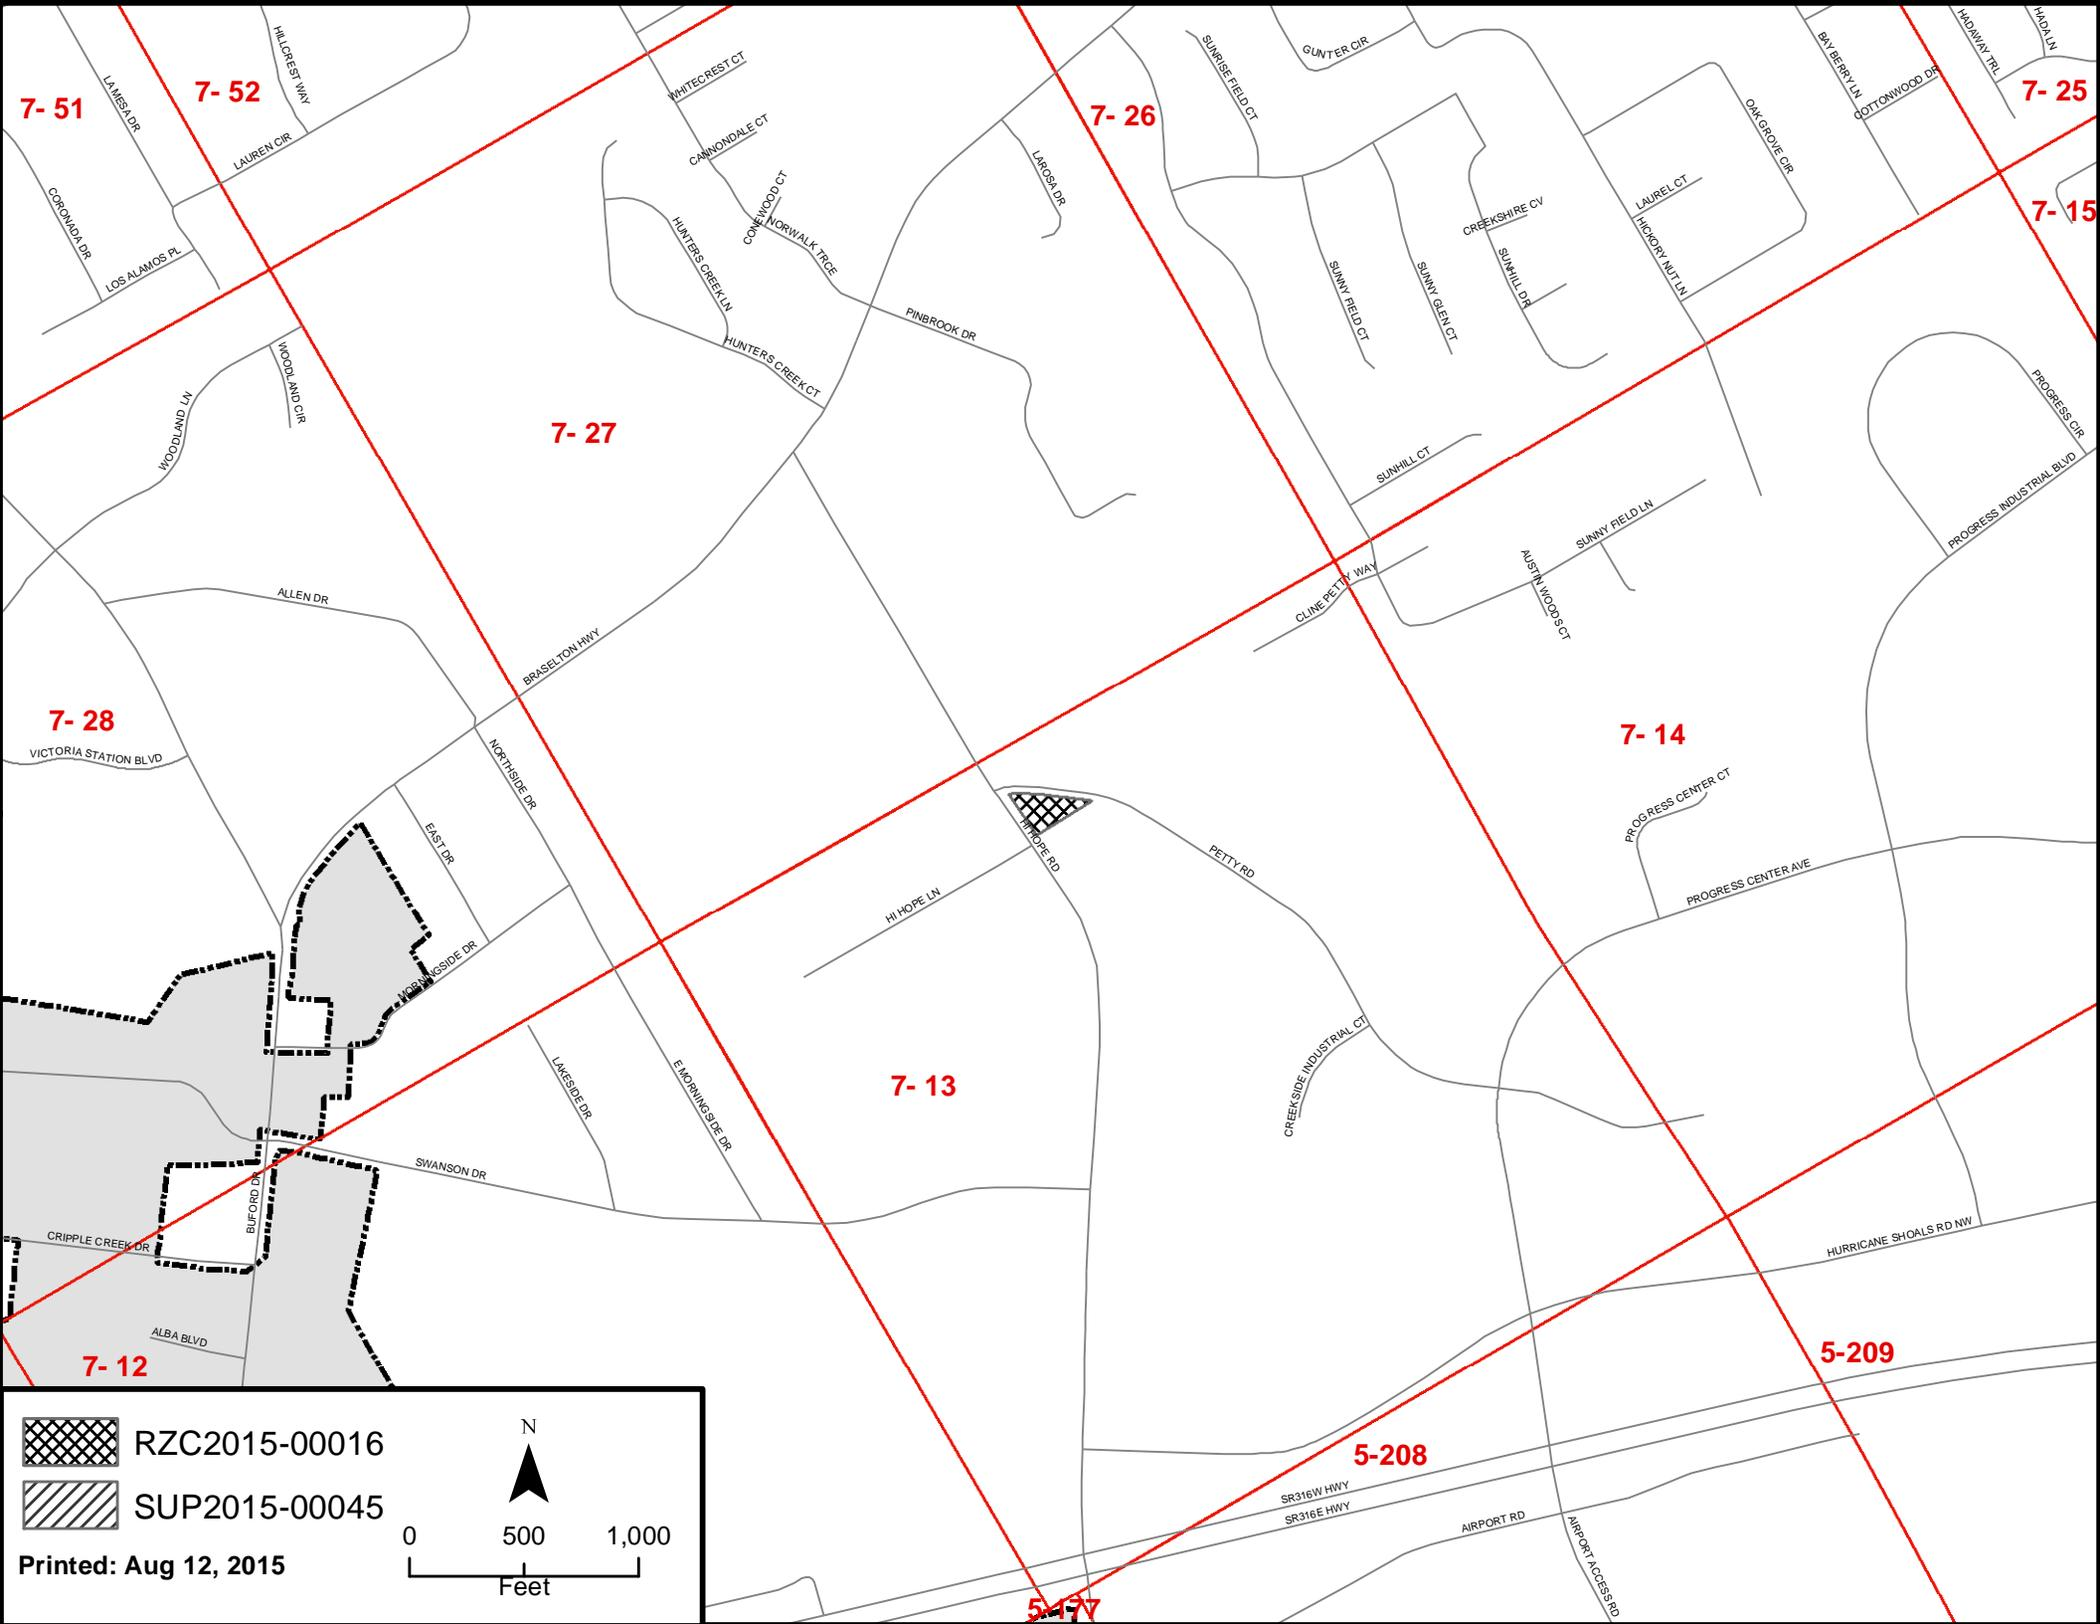 HILLCREST WAY
LA MESA DR
7- 51
7- 52
LAUREN CIR
CORONADA DR
LOS ALAMOS PL
WHITECREST CT
CANNONDALE CT
CONEWOOD CT
NORWALK TRCE
HUNTERS CREEK LN
HUNTERS CREEK CT
PINBROOK DR
LAROSA DR
7- 26
SUNRISE FIELD CT
GUNTER CIR
BAY BERRY LN
HADAWAY TRL
HADA LN
COTTONWOOD DR
7- 25
7- 15
OAK GROVE CIR
LAUREL CT
HICKORY NUT LN
CREEKSHIRE CV
SUNHILL DR
SUNNY FIELD CT
SUNNY GLEN CT
SUNHILL CT
SUNNY FIELD LN
AUSTIN WOODS CT
CLINE PETTY WAY
PROGRESS CIR
PROGRESS INDUSTRIAL BLVD
WOODLAND LN
WOODLAND CIR
7- 27
ALLEN DR
BRASELTON HWY
7- 28
VICTORIA STATION BLVD
NORTHSIDE DR
EAST DR
MORNINGSIDE DR
HI HOPE RD
HI HOPE LN
PETTY RD
7- 14
PROGRESS CENTER CT
PROGRESS CENTER AVE
CREEKSIDE INDUSTRIAL CT
7- 13
LAKESIDE DR
E MORNINGSIDE DR
SWANSON DR
BUFORD DR
CRIPPLE CREEK DR
ALBA BLVD
7- 12
HURRICANE SHOALS RD NW
5-209
5-208
SR316W HWY
SR316E HWY
AIRPORT RD
AIRPORT ACCESS RD
5-177
RZC2015-00016
SUP2015-00045
Printed: Aug 12, 2015
N
0 500 1,000
Feet